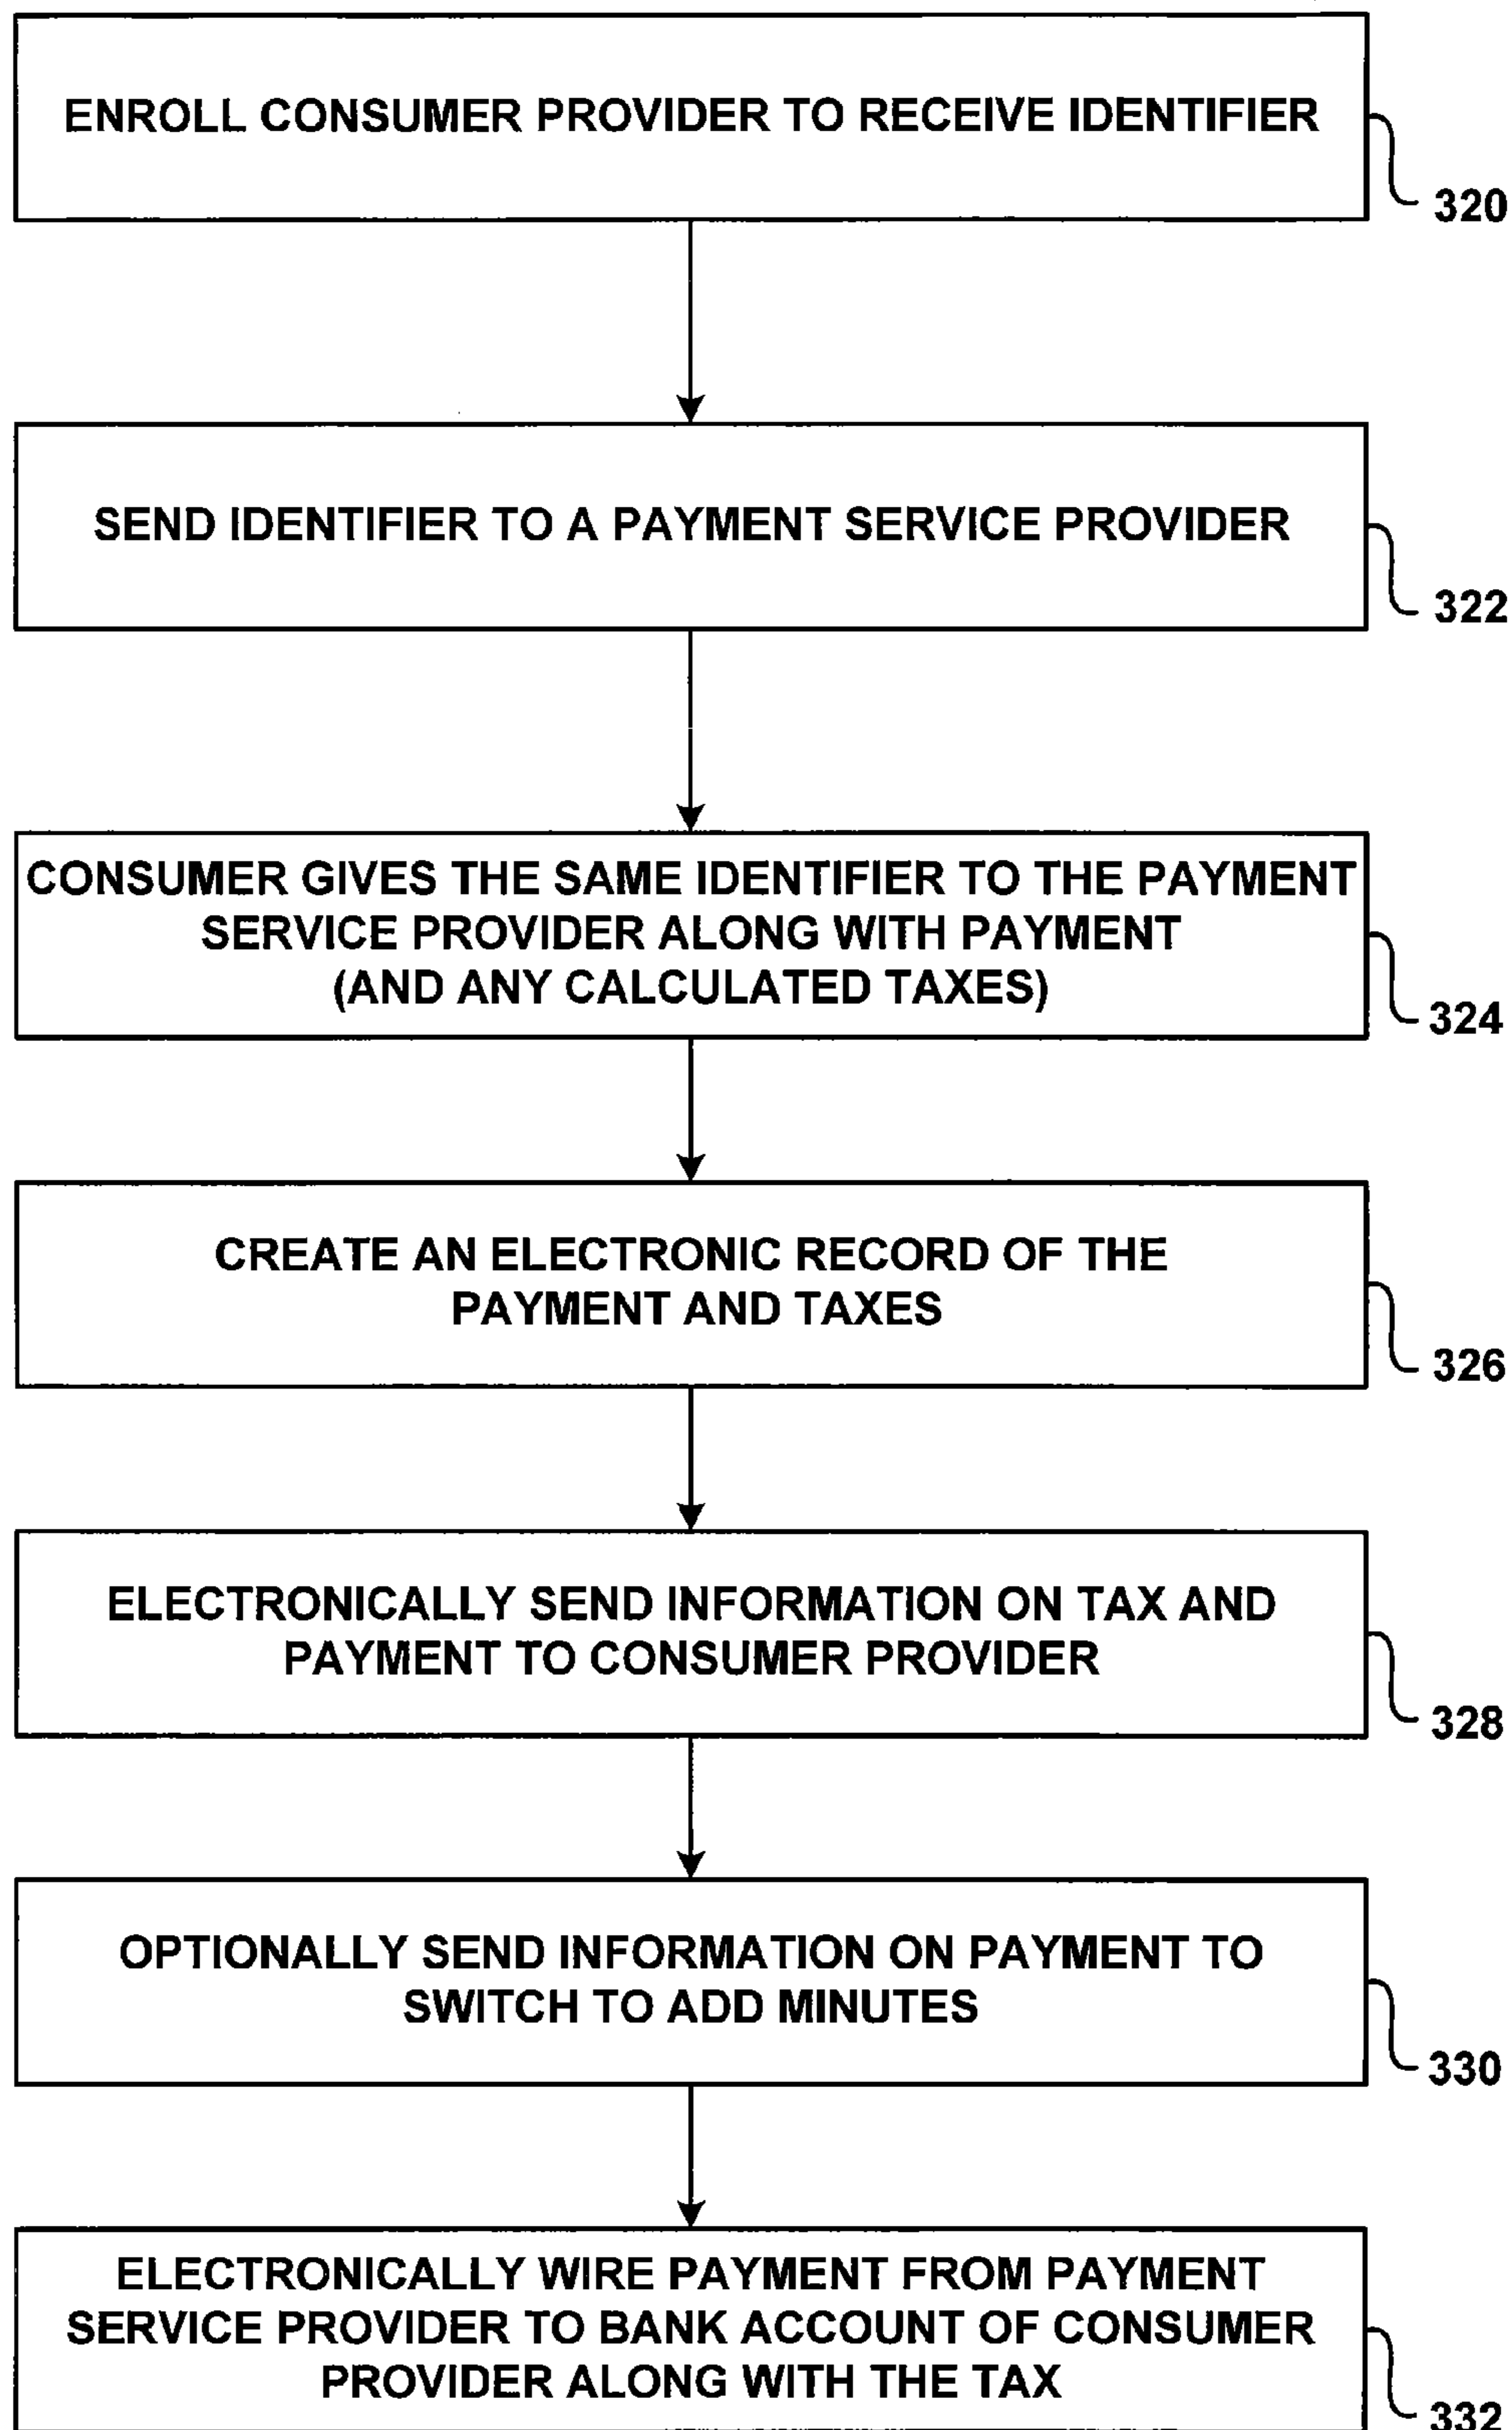 ENROLL CONSUMER PROVIDER TO RECEIVE IDENTIFIER
320
SEND IDENTIFIER TO A PAYMENT SERVICE PROVIDER
322
CONSUMER GIVES THE SAME IDENTIFIER TO THE PAYMENT
SERVICE PROVIDER ALONG WITH PAYMENT
(AND ANY CALCULATED TAXES)
324
CREATE AN ELECTRONIC RECORD OF THE
PAYMENT AND TAXES
326
ELECTRONICALLY SEND INFORMATION ON TAX AND
PAYMENT TO CONSUMER PROVIDER
328
OPTIONALLY SEND INFORMATION ON PAYMENT TO
SWITCH TO ADD MINUTES
330
ELECTRONICALLY WIRE PAYMENT FROM PAYMENT
SERVICE PROVIDER TO BANK ACCOUNT OF CONSUMER
PROVIDER ALONG WITH THE TAX
332